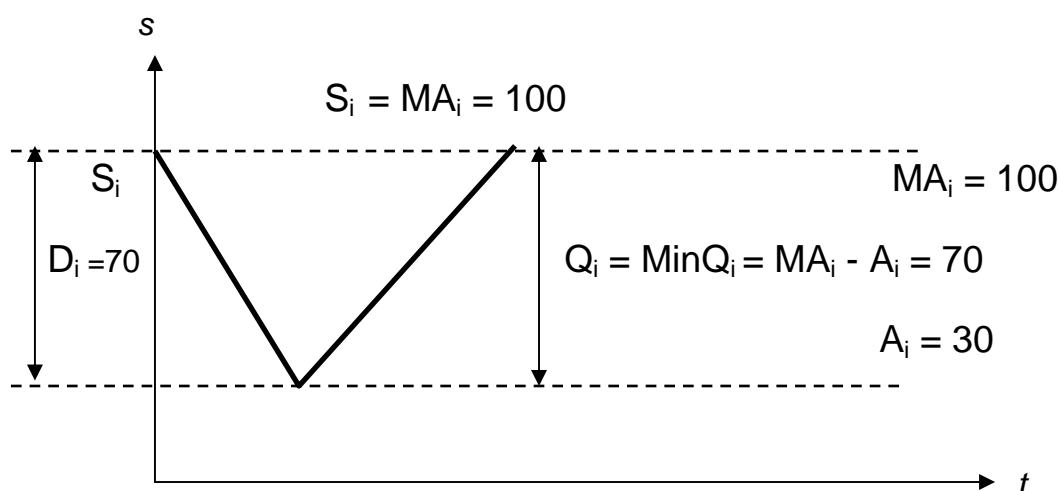 s
Sᵢ = MAᵢ = 100
Sᵢ
MAᵢ = 100
Dᵢ =70
Qᵢ = MinQᵢ = MAᵢ - Aᵢ = 70
Aᵢ = 30
t